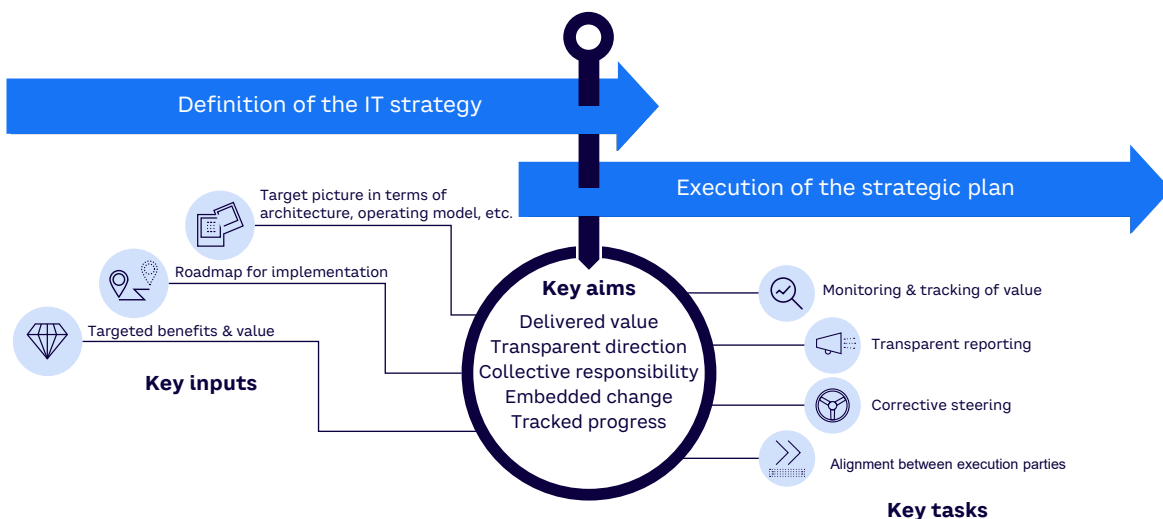 Definition of the IT strategy
Execution of the strategic plan
Target picture in terms of
architecture, operating model, etc.
Roadmap for implementation
Targeted benefits & value
Key inputs
Key aims
Delivered value
Transparent direction
Collective responsibility
Embedded change
Tracked progress
Monitoring & tracking of value
Transparent reporting
Corrective steering
Alignment between execution parties
Key tasks